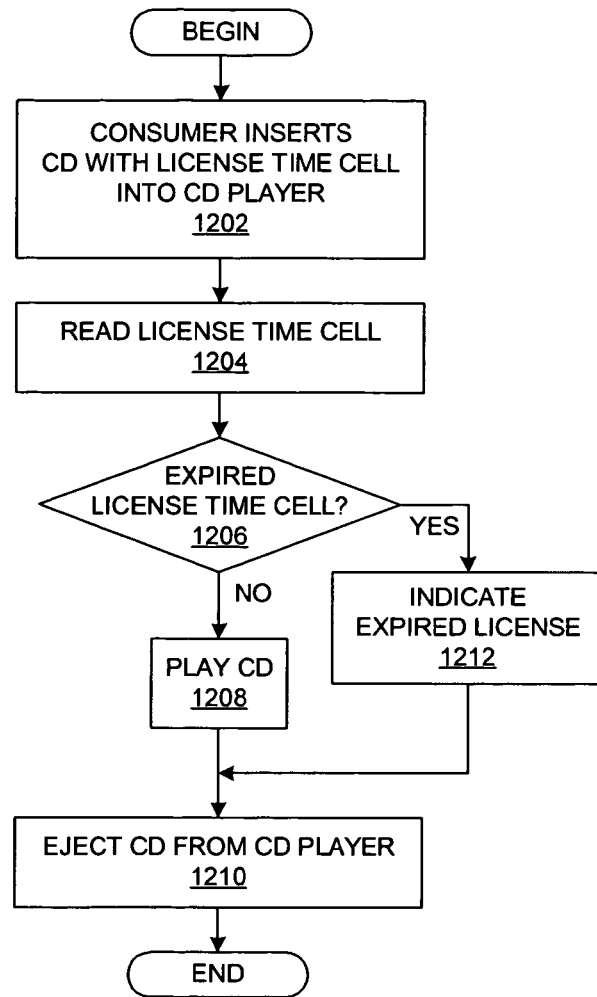 BEGIN
CONSUMER INSERTS
CD WITH LICENSE TIME CELL
INTO CD PLAYER
1202
READ LICENSE TIME CELL
1204
EXPIRED
LICENSE TIME CELL?
1206
YES
NO
INDICATE
EXPIRED LICENSE
1212
PLAY CD
1208
EJECT CD FROM CD PLAYER
1210
END